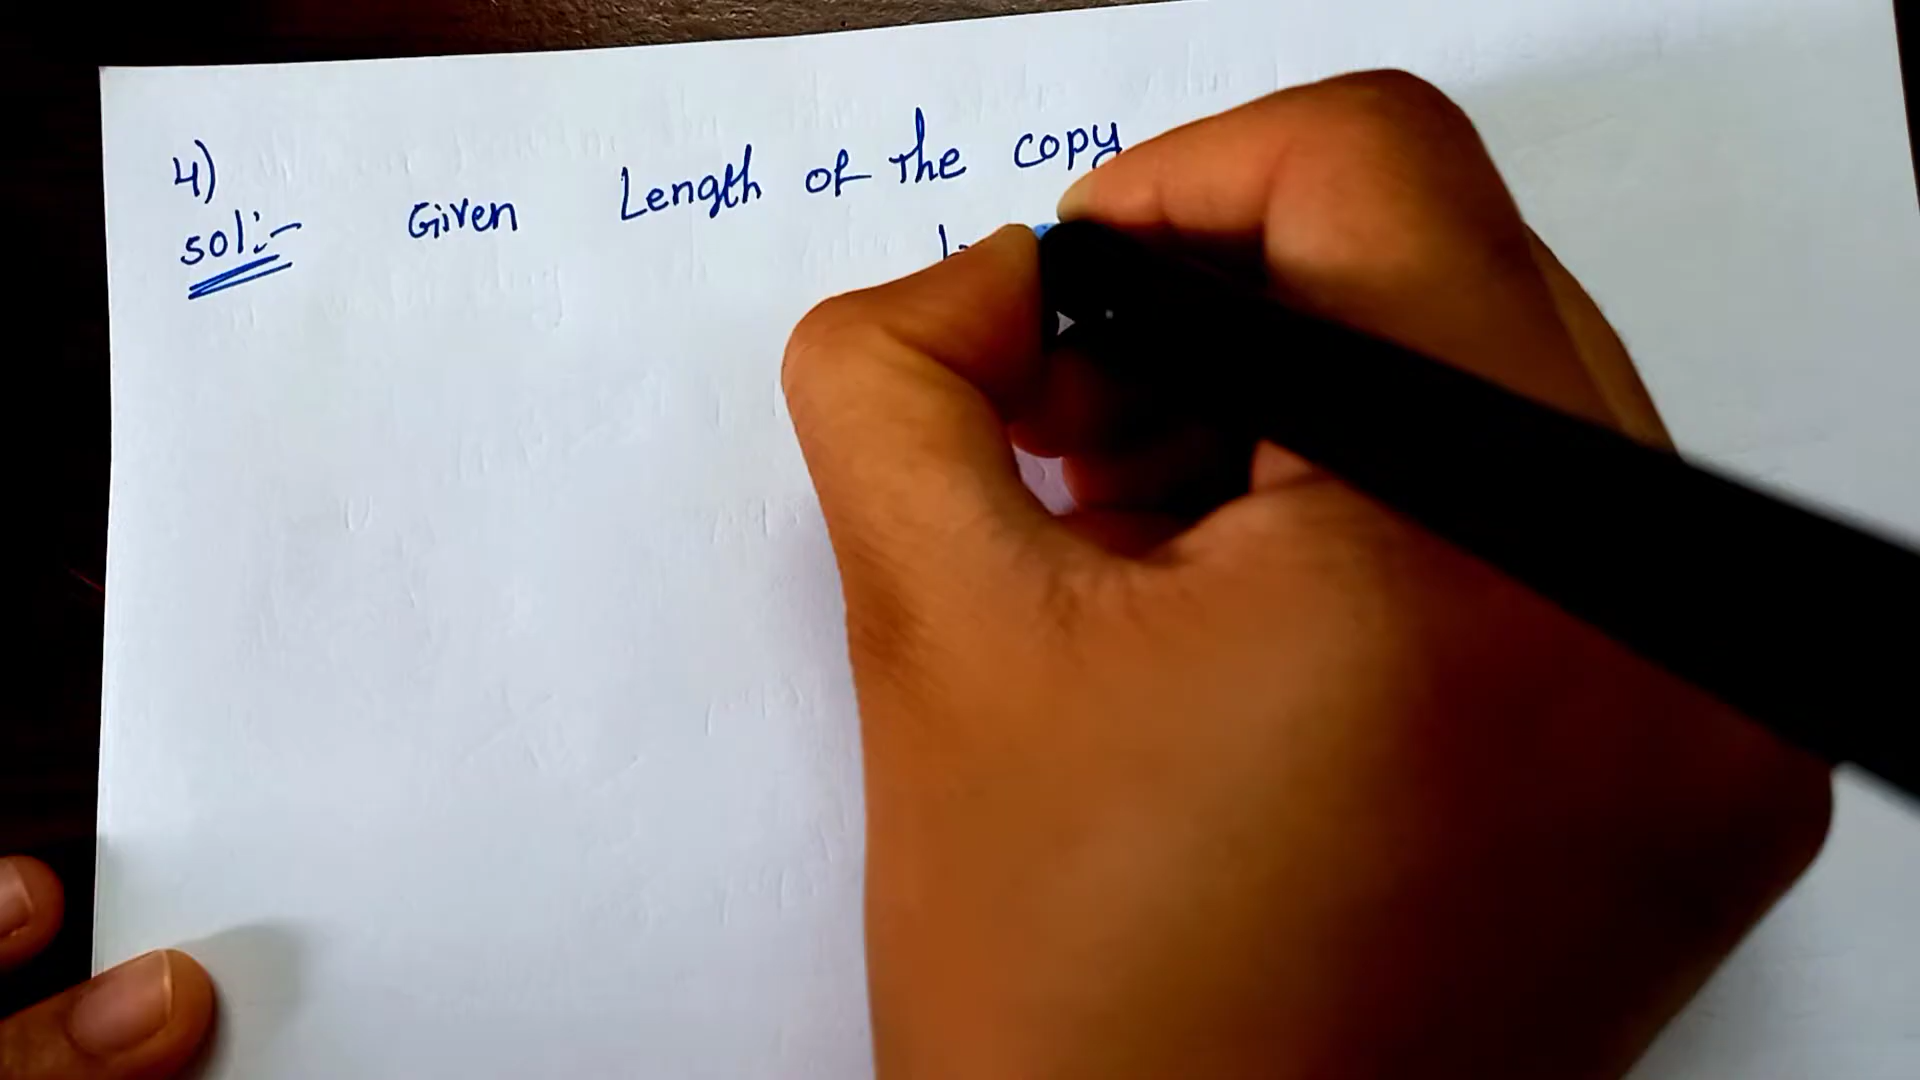 4)
sol:- Given Length of the copy